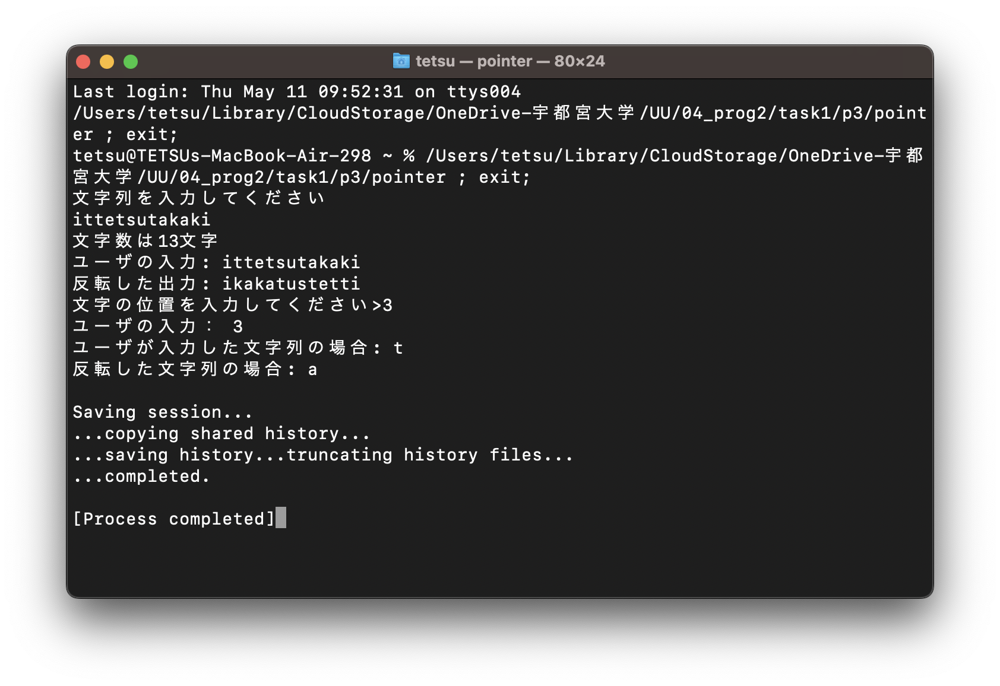 tetsu — pointer — 80×24
Last login: Thu May 11 09:52:31 on ttys004
/Users/tetsu/Library/CloudStorage/OneDrive-宇都宮大学/UU/04_prog2/task1/p3/point
er ; exit;
tetsu@TETSUs-MacBook-Air-298 ~ % /Users/tetsu/Library/CloudStorage/OneDrive-宇都
宮大学/UU/04_prog2/task1/p3/pointer ; exit;
文字列を入力してください
ittetsutakaki
文字数は13文字
ユーザの入力: ittetsutakaki
反転した出力: ikakatustetti
文字の位置を入力してください>3
ユーザの入力： 3
ユーザが入力した文字列の場合: t
反転した文字列の場合: a
Saving session...
...copying shared history...
...saving history...truncating history files...
...completed.
[Process completed]